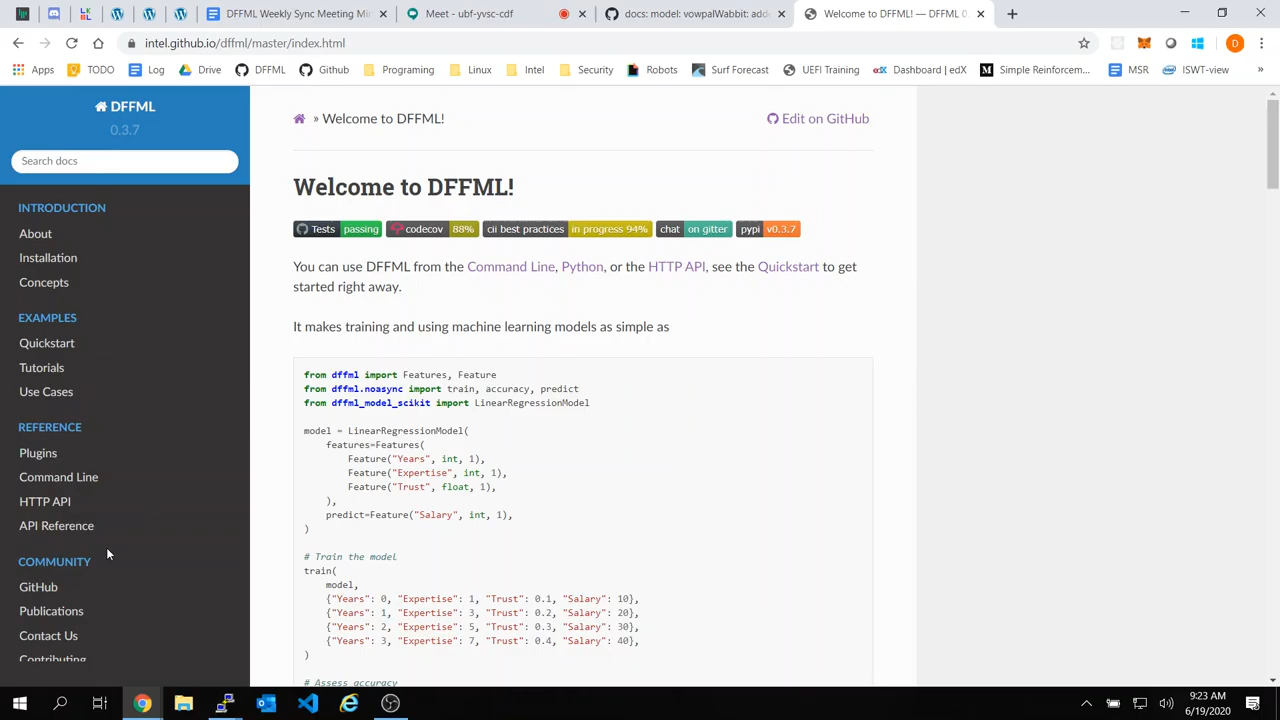 DFFML Weekly Sync Meeting Mi
Meet - ubf-yvsc-cdf
docs: model: vowpalWabbit: adde
Welcome to DFFML! — DFFML 0.
intel.github.io/dffml/master/index.html
D
Apps
TODO
Log
Drive
DFFML
Github
Programming
Linux
Intel
Security
Robots
Surf Forecast
UEFI Training
edX
Dashboard | edX
M
Simple Reinforcem...
MSR
ISWT-view
»
DFFML
0.3.7
Search docs
INTRODUCTION
About
Installation
Concepts
EXAMPLES
Quickstart
Tutorials
Use Cases
REFERENCE
Plugins
Command Line
HTTP API
API Reference
COMMUNITY
GitHub
Publications
Contact Us
Contributing
» Welcome to DFFML!
Edit on GitHub
Welcome to DFFML!
Tests passing
codecov 88%
cii best practices in progress 94%
chat on gitter
pypi v0.3.7
You can use DFFML from the Command Line, Python, or the HTTP API, see the Quickstart to get
started right away.
It makes training and using machine learning models as simple as
from dffml import Features, Feature
from dffml.noasync import train, accuracy, predict
from dffml_model_scikit import LinearRegressionModel
model = LinearRegressionModel(
features=Features(
Feature("Years", int, 1),
Feature("Expertise", int, 1),
Feature("Trust", float, 1),
),
predict=Feature("Salary", int, 1),
)
# Train the model
train(
model,
{"Years": 0, "Expertise": 1, "Trust": 0.1, "Salary": 10},
{"Years": 1, "Expertise": 3, "Trust": 0.2, "Salary": 20},
{"Years": 2, "Expertise": 5, "Trust": 0.3, "Salary": 30},
{"Years": 3, "Expertise": 7, "Trust": 0.4, "Salary": 40},
)
# Assess accuracy
9:23 AM
6/19/2020